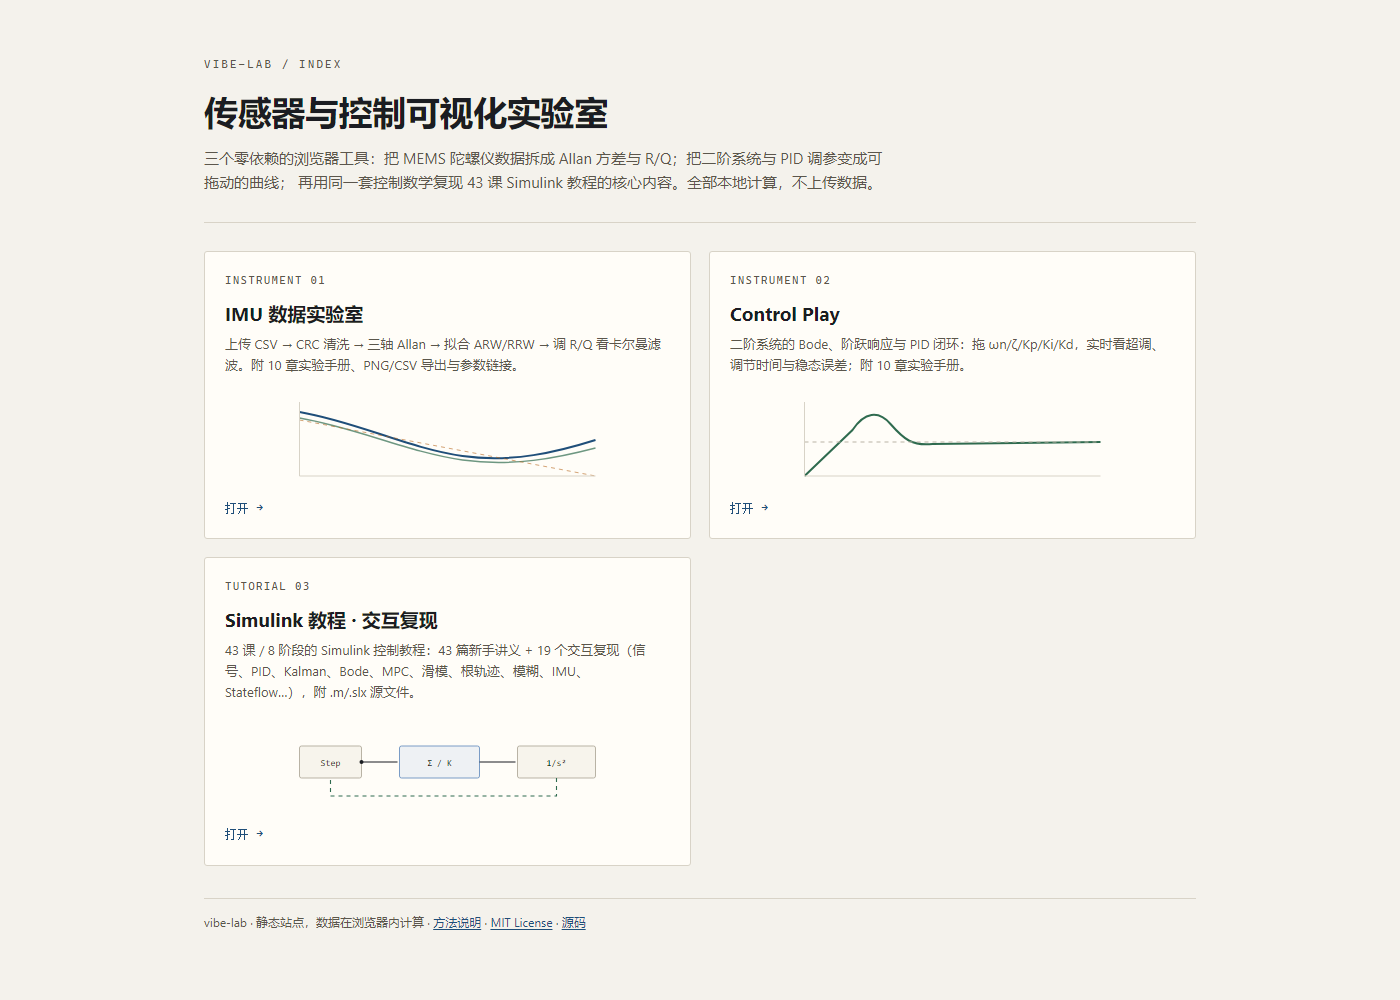 VIBE-LAB / INDEX
传感器与控制可视化实验室
三个零依赖的浏览器工具：把 MEMS 陀螺仪数据拆成 Allan 方差与 R/Q；把二阶系统与 PID 调参变成可
拖动的曲线； 再用同一套控制数学复现 43 课 Simulink 教程的核心内容。全部本地计算，不上传数据。
INSTRUMENT 01
IMU 数据实验室
上传 CSV → CRC 清洗 → 三轴 Allan → 拟合 ARW/RRW → 调 R/Q 看卡尔曼滤
波。附 10 章实验手册、PNG/CSV 导出与参数链接。
打开 →
INSTRUMENT 02
Control Play
二阶系统的 Bode、阶跃响应与 PID 闭环：拖 ωn/ζ/Kp/Ki/Kd，实时看超调、
调节时间与稳态误差；附 10 章实验手册。
打开 →
TUTORIAL 03
Simulink 教程 · 交互复现
43 课 / 8 阶段的 Simulink 控制教程：43 篇新手讲义 + 19 个交互复现（信
号、PID、Kalman、Bode、MPC、滑模、根轨迹、模糊、IMU、
Stateflow…），附 .m/.slx 源文件。
Step
Σ / K
1/s²
打开 →
vibe-lab · 静态站点，数据在浏览器内计算 · 方法说明 · MIT License · 源码